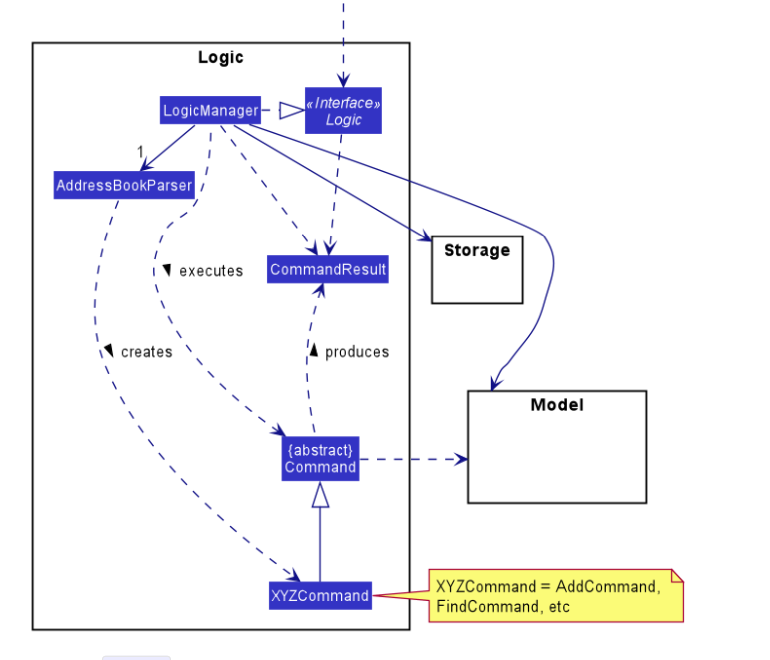 Logic
LogicManager
«Interface»
Logic
1
AddressBookParser
Storage
CommandResult
executes
creates
produces
Model
{abstract}
Command
XYZCommand
XYZCommand = AddCommand,
FindCommand, etc